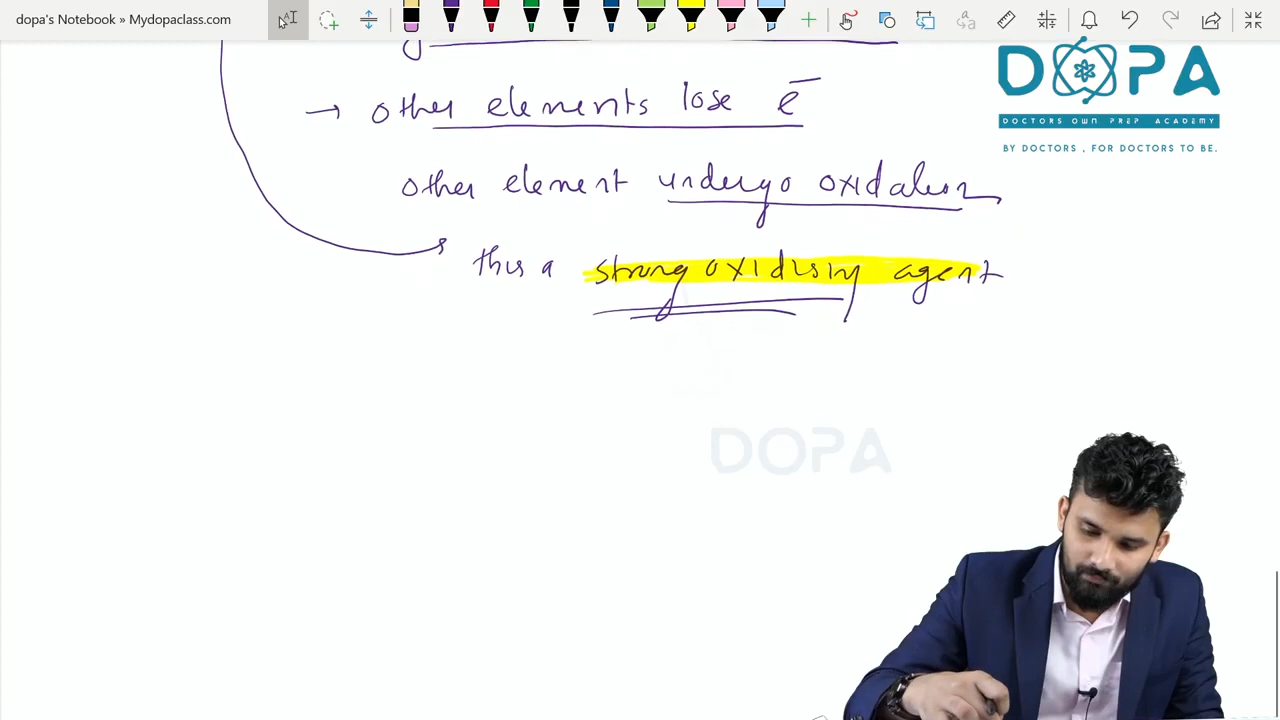 dopa's Notebook » Mydopaclass.com
DOPA
DOCTORS OWN PREP ACADEMY
BY DOCTORS , FOR DOCTORS TO BE.
→ other elements lose e⁻
other element undergo oxidation
thus a strong oxidising agent
DOPA